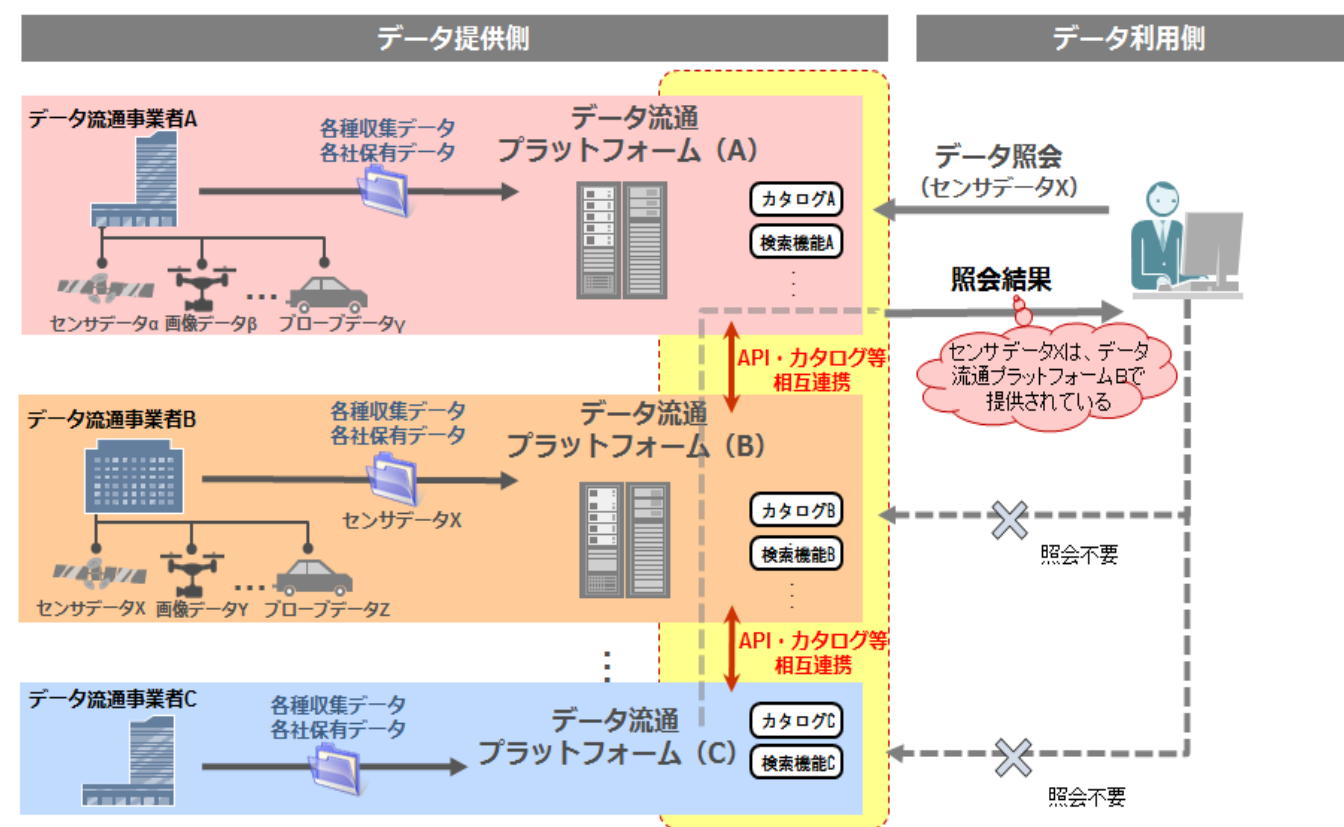 データ提供側
データ利用側
データ流通事業者A
各種収集データ
各社保有データ
データ流通
プラットフォーム（A）
カタログA
検索機能A
センサデータα
画像データβ
プローブデータγ
…
データ照会
（センサデータX）
照会結果
センサデータXは、データ
流通プラットフォームBで
提供されている
API・カタログ等
相互連携
データ流通事業者B
各種収集データ
各社保有データ
センサデータX
データ流通
プラットフォーム（B）
カタログB
検索機能B
センサデータX
画像データY
プローブデータZ
…
照会不要
API・カタログ等
相互連携
データ流通事業者C
各種収集データ
各社保有データ
データ流通
プラットフォーム（C）
カタログC
検索機能C
照会不要